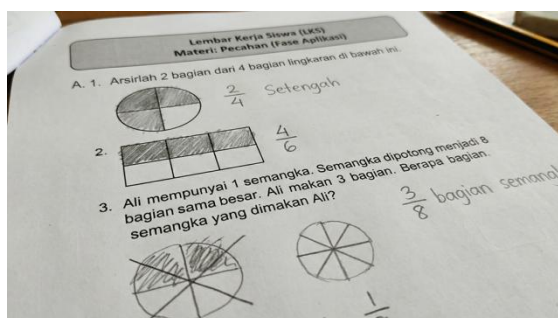 Lembar Kerja Siswa (LKS)
Materi: Pecahan (Fase Aplikasi)
A. 1. Arsirlah 2 bagian dari 4 bagian lingkaran di bawah ini.
2/4 Setengah
2. 4/6
3. Ali mempunyai 1 semangka. Semangka dipotong menjadi 8
bagian sama besar. Ali makan 3 bagian. Berapa bagian.
semangka yang dimakan Ali?
3/8 bagian
1